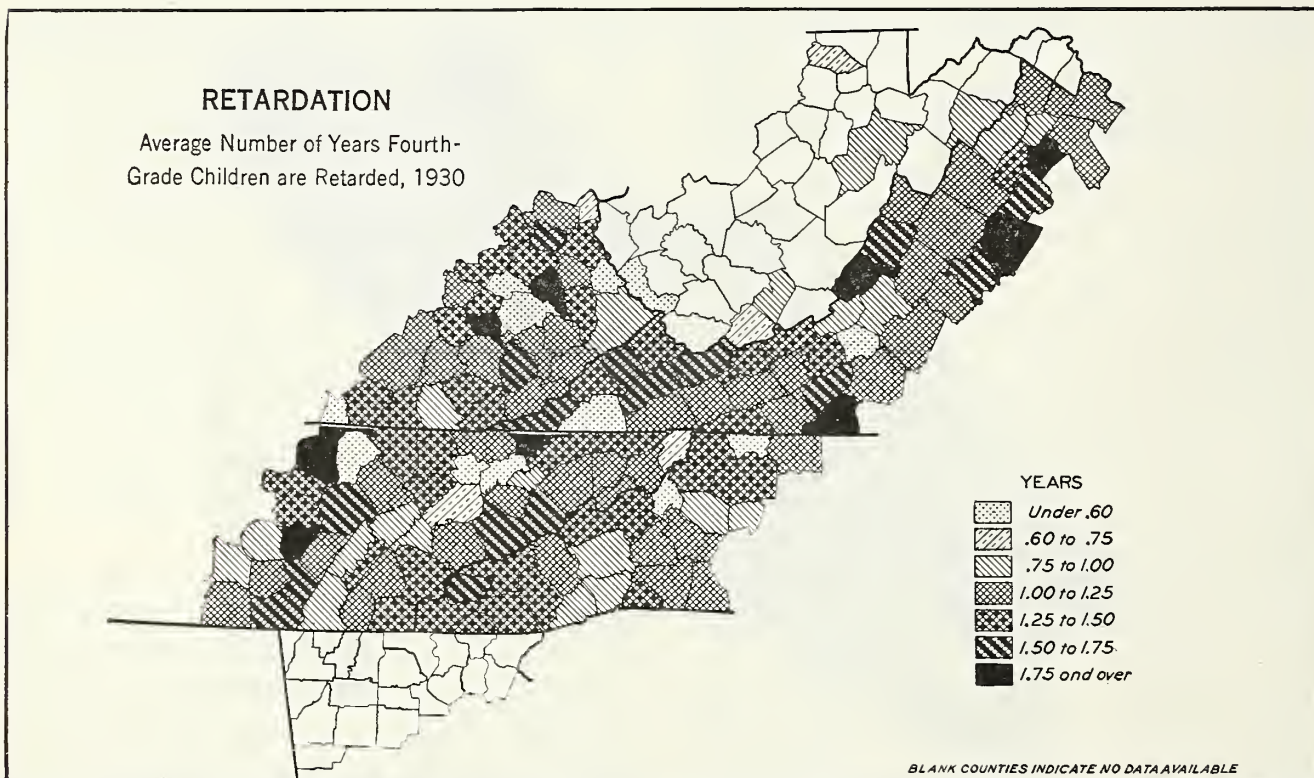 RETARDATION
Average Number of Years Fourth-
Grade Children are Retarded, 1930
YEARS
Under .60
.60 to .75
.75 to 1.00
1.00 to 1.25
1.25 to 1.50
1.50 to 1.75
1.75 and over
BLANK COUNTIES INDICATE NO DATA AVAILABLE